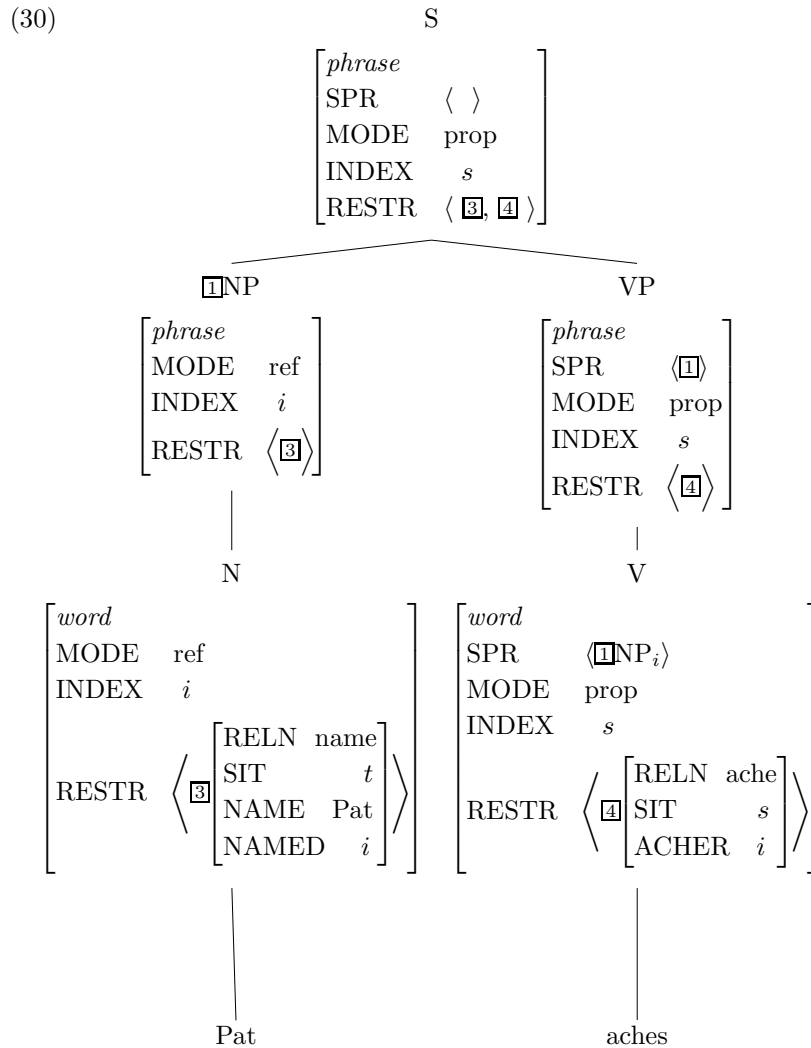 (30)
S
phrase
SPR ⟨ ⟩
MODE prop
INDEX s
RESTR ⟨ 3, 4 ⟩
1NP
phrase
MODE ref
INDEX i
RESTR ⟨3⟩
VP
phrase
SPR ⟨1⟩
MODE prop
INDEX s
RESTR ⟨4⟩
N
word
MODE ref
INDEX i
RESTR ⟨3
RELN name
SIT t
NAME Pat
NAMED i
⟩
V
word
SPR ⟨1NPᵢ⟩
MODE prop
INDEX s
RESTR ⟨4
RELN ache
SIT s
ACHER i
⟩
Pat
aches